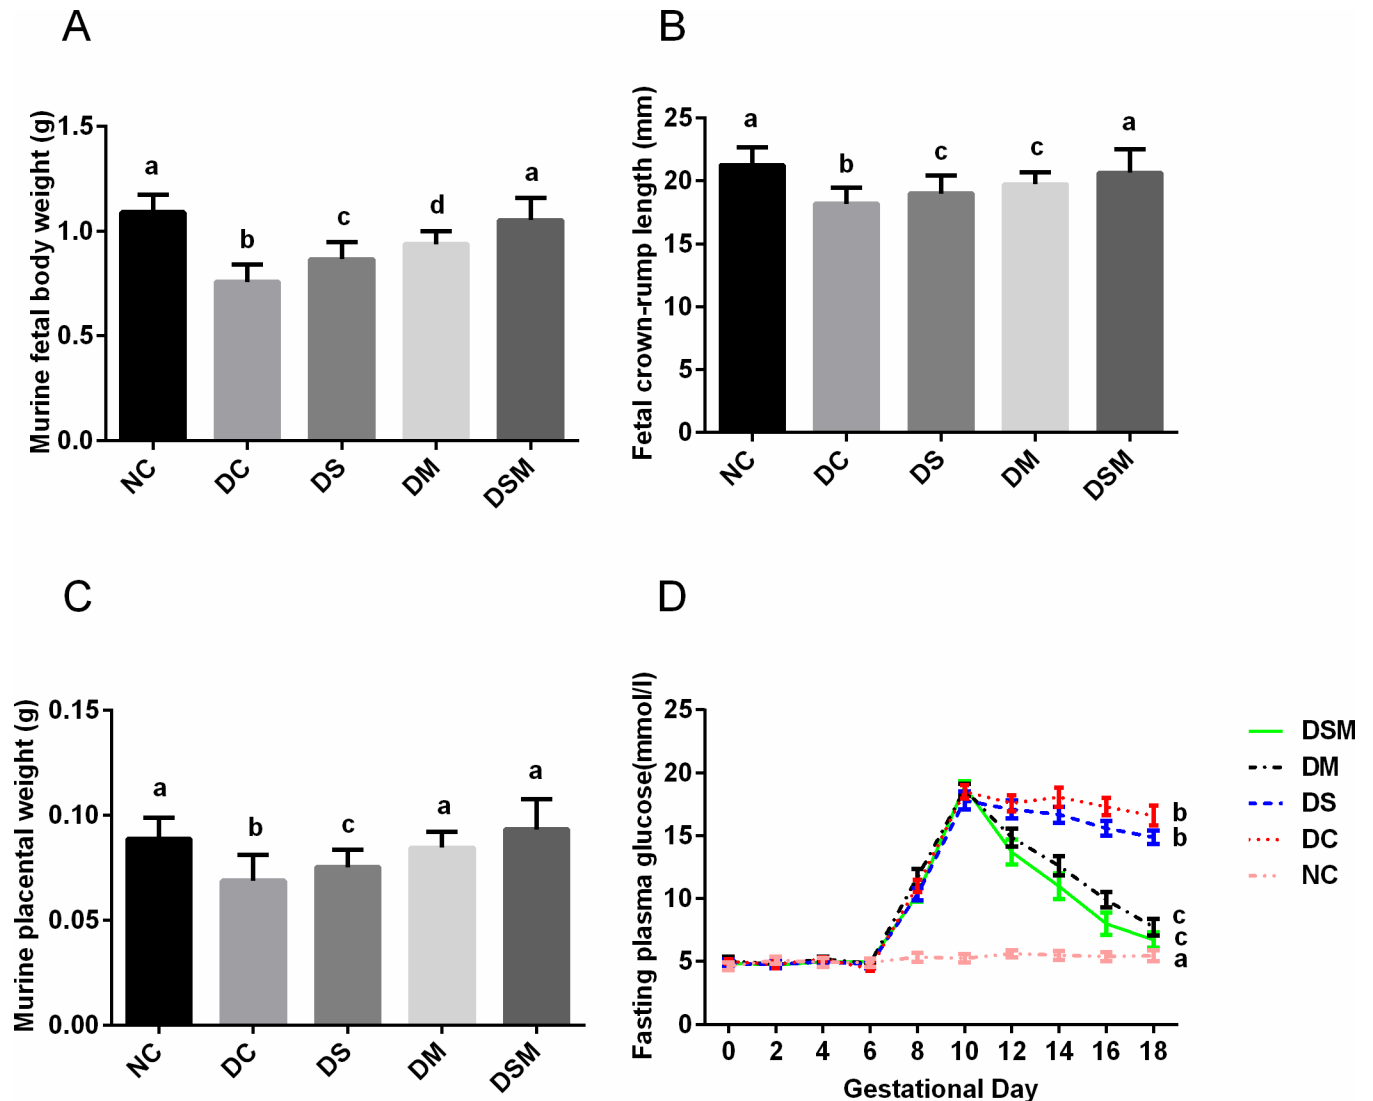 A
Murine fetal body weight (g)
1.5
1.0
0.5
0.0
a
b
c
d
a
NC
DC
DS
DM
DSM
B
Fetal crown-rump length (mm)
25
20
15
10
5
0
a
b
c
c
a
NC
DC
DS
DM
DSM
C
Murine placental weight (g)
0.15
0.10
0.05
0.00
a
b
c
a
a
NC
DC
DS
DM
DSM
D
Fasting plasma glucose(mmol/l)
25
20
15
10
5
0
b
b
c
c
a
0 2 4 6 8 10 12 14 16 18
Gestational Day
DSM
DM
DS
DC
NC